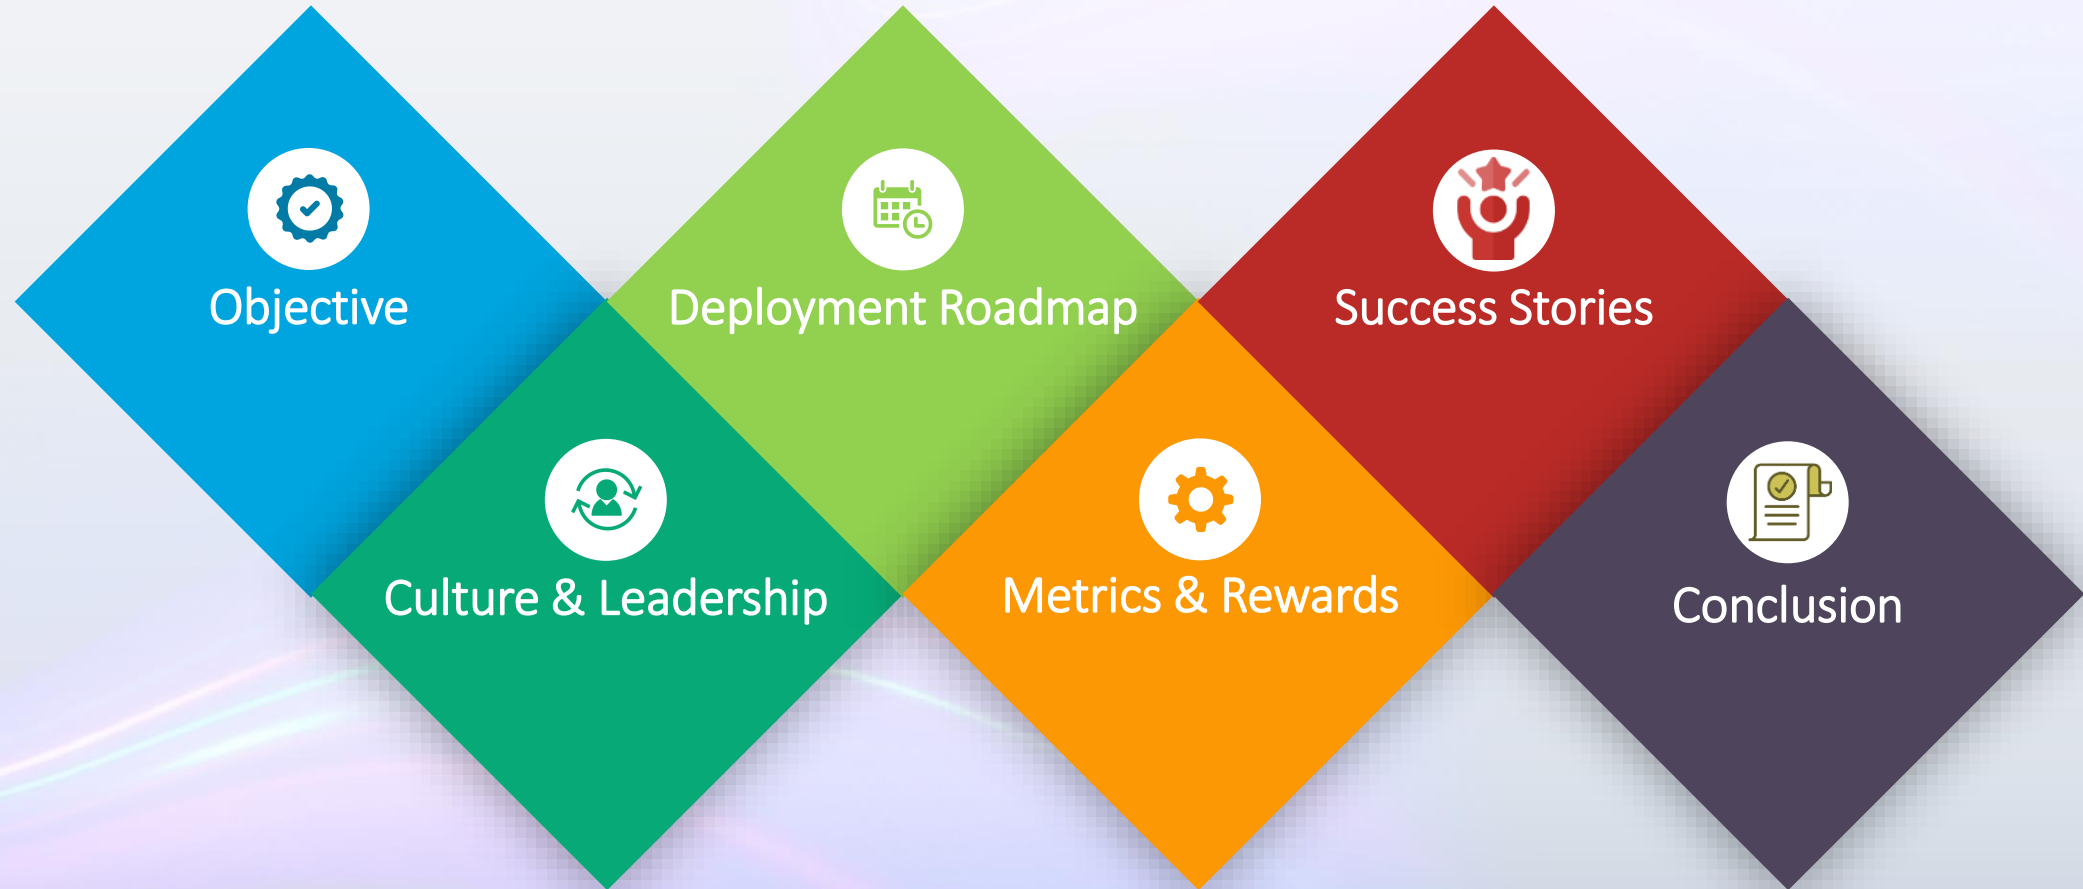 Objective
Culture & Leadership
Deployment Roadmap
Metrics & Rewards
Success Stories
Conclusion